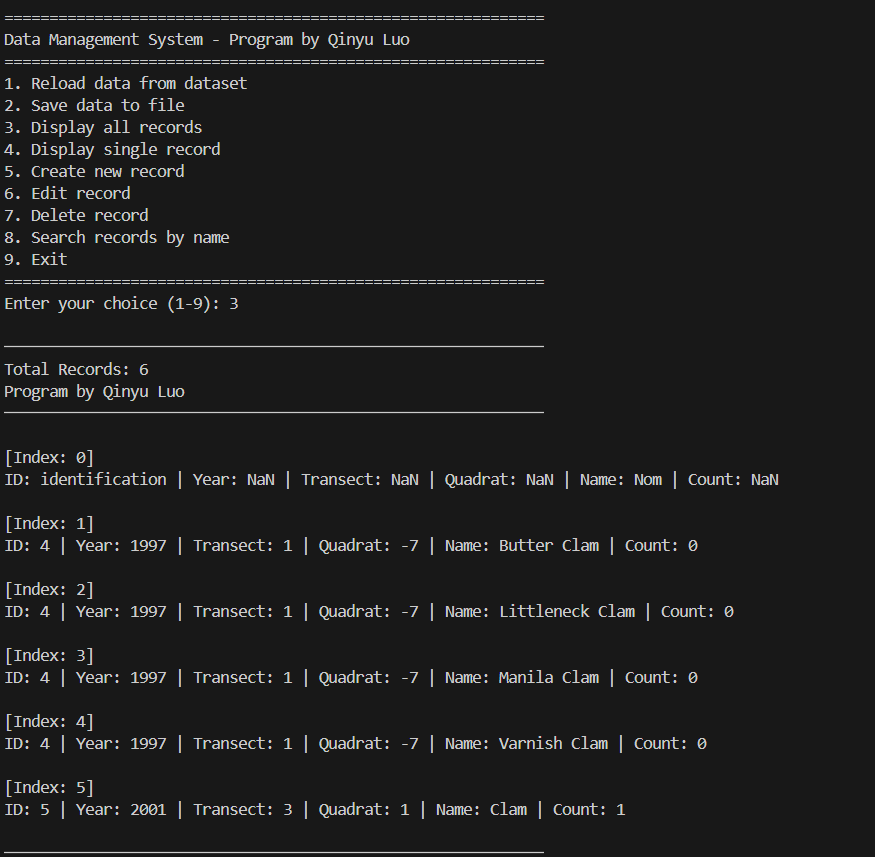 ============================================================
Data Management System - Program by Qinyu Luo
============================================================
1. Reload data from dataset
2. Save data to file
3. Display all records
4. Display single record
5. Create new record
6. Edit record
7. Delete record
8. Search records by name
9. Exit
============================================================
Enter your choice (1-9): 3
────────────────────────────────────────────────────────────
Total Records: 6
Program by Qinyu Luo
────────────────────────────────────────────────────────────
[Index: 0]
ID: identification | Year: NaN | Transect: NaN | Quadrat: NaN | Name: Nom | Count: NaN
[Index: 1]
ID: 4 | Year: 1997 | Transect: 1 | Quadrat: -7 | Name: Butter Clam | Count: 0
[Index: 2]
ID: 4 | Year: 1997 | Transect: 1 | Quadrat: -7 | Name: Littleneck Clam | Count: 0
[Index: 3]
ID: 4 | Year: 1997 | Transect: 1 | Quadrat: -7 | Name: Manila Clam | Count: 0
[Index: 4]
ID: 4 | Year: 1997 | Transect: 1 | Quadrat: -7 | Name: Varnish Clam | Count: 0
[Index: 5]
ID: 5 | Year: 2001 | Transect: 3 | Quadrat: 1 | Name: Clam | Count: 1
────────────────────────────────────────────────────────────